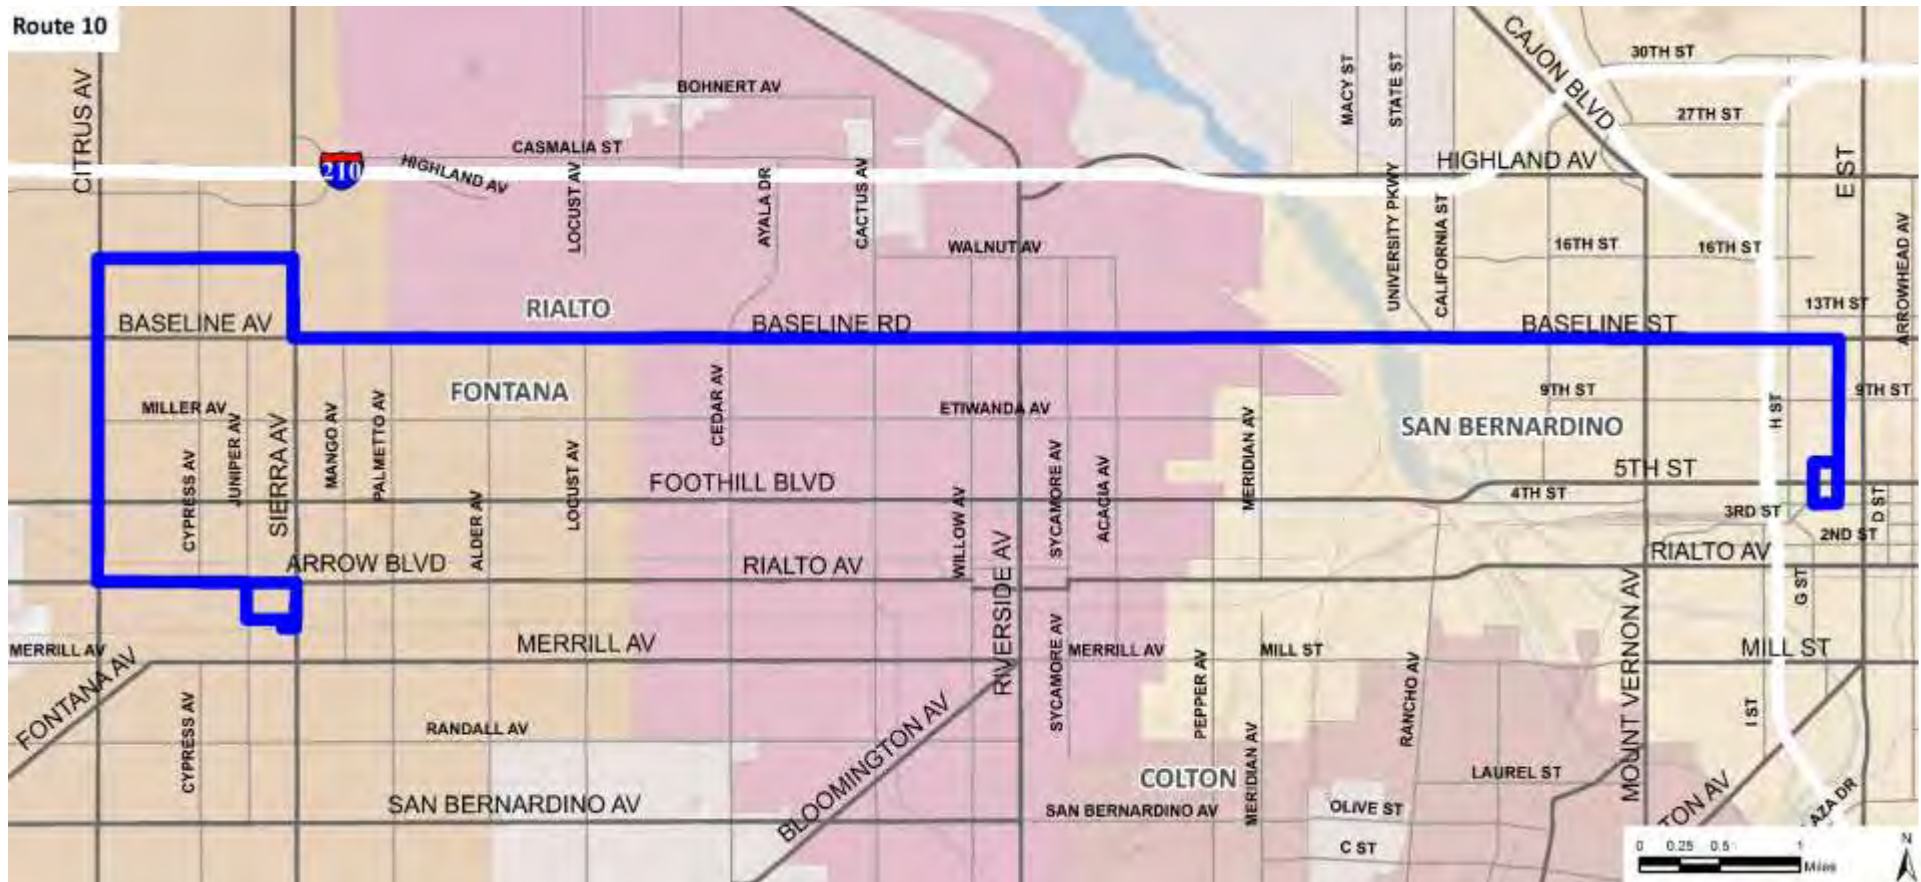 Route 10
CITRUS AV
BOHNERT AV
CASMALIA ST
210
HIGHLAND AV
LOCUST AV
AYALA DR
CACTUS AV
WALNUT AV
MACY ST
STATE ST
CAJON BLVD
30TH ST
27TH ST
HIGHLAND AV
UNIVERSITY PKWY
CALIFORNIA ST
16TH ST
16TH ST
E ST
ARROWHEAD AV
13TH ST
BASELINE AV
RIALTO
BASELINE RD
BASELINE ST
FONTANA
MILLER AV
CYPRESS AV
JUNIPER AV
SIERRA AV
MANGO AV
PALMETTO AV
ALDER AV
LOCUST AV
CEDAR AV
ETIWANDA AV
FOOTHILL BLVD
WILLOW AV
RIVERSIDE AV
SYCAMORE AV
ACACIA AV
MERIDIAN AV
SAN BERNARDINO
9TH ST
H ST
9TH ST
5TH ST
4TH ST
3RD ST
D ST
2ND ST
ARROW BLVD
RIALTO AV
RIALTO AV
G ST
MERRILL AV
FONTANA AV
MERRILL AV
SYCAMORE AV
MERRILL AV
PEPPER AV
MILL ST
RANCHO AV
MOUNT VERNON AV
MILL ST
I ST
CYPRESS AV
RANDALL AV
BLOOMINGTON AV
SAN BERNARDINO AV
COLTON
SAN BERNARDINO AV
MERIDIAN AV
LAUREL ST
OLIVE ST
C ST
TON AV
AZA DR
0 0.25 0.5 1
Miles
N